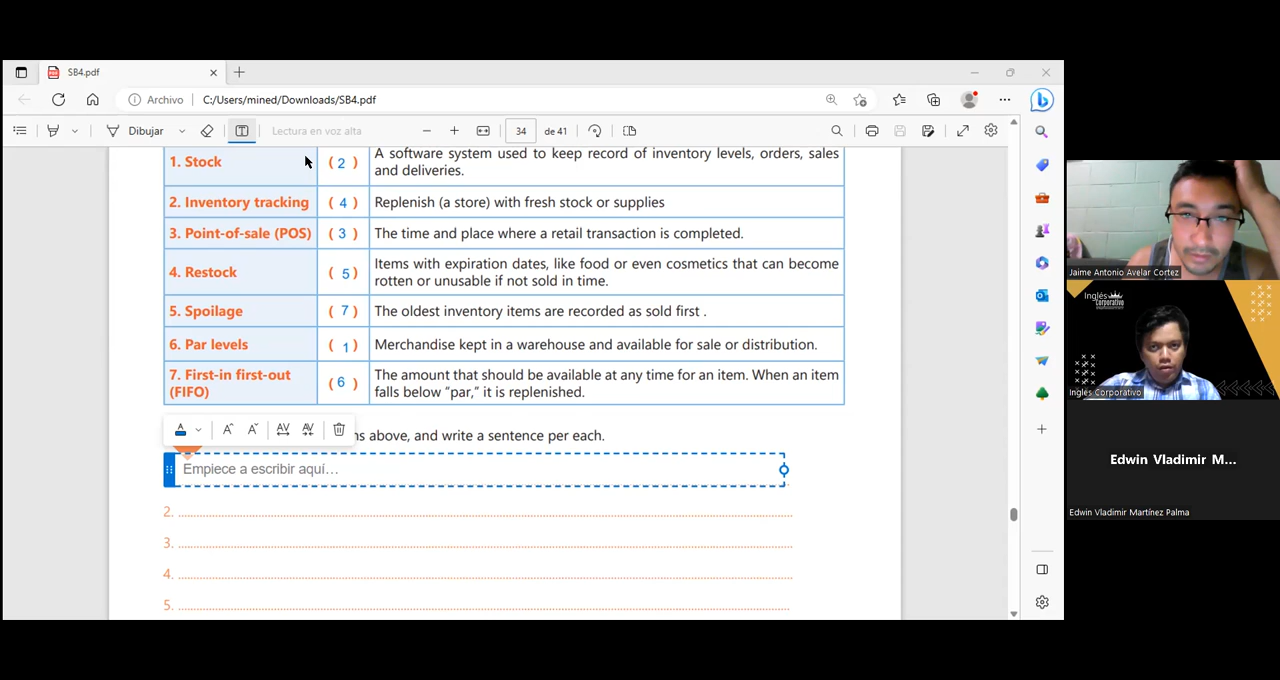 SB4.pdf
Archivo
C:/Users/mined/Downloads/SB4.pdf
Dibujar
Lectura en voz alta
34
de 41
1. Stock
( 2 )
A software system used to keep record of inventory levels, orders, sales
and deliveries.
2. Inventory tracking
( 4 )
Replenish (a store) with fresh stock or supplies
3. Point-of-sale (POS)
( 3 )
The time and place where a retail transaction is completed.
4. Restock
( 5 )
Items with expiration dates, like food or even cosmetics that can become
rotten or unusable if not sold in time.
5. Spoilage
( 7 )
The oldest inventory items are recorded as sold first .
6. Par levels
( 1 )
Merchandise kept in a warehouse and available for sale or distribution.
7. First-in first-out
(FIFO)
( 6 )
The amount that should be available at any time for an item. When an item
falls below “par,” it is replenished.
above, and write a sentence per each.
Empiece a escribir aquí...
2.
3.
4.
5.
Jaime Antonio Avelar Cortez
Inglés
Corporativo
Inglés Corporativo
Edwin Vladimir M...
Edwin Vladimir Martínez Palma